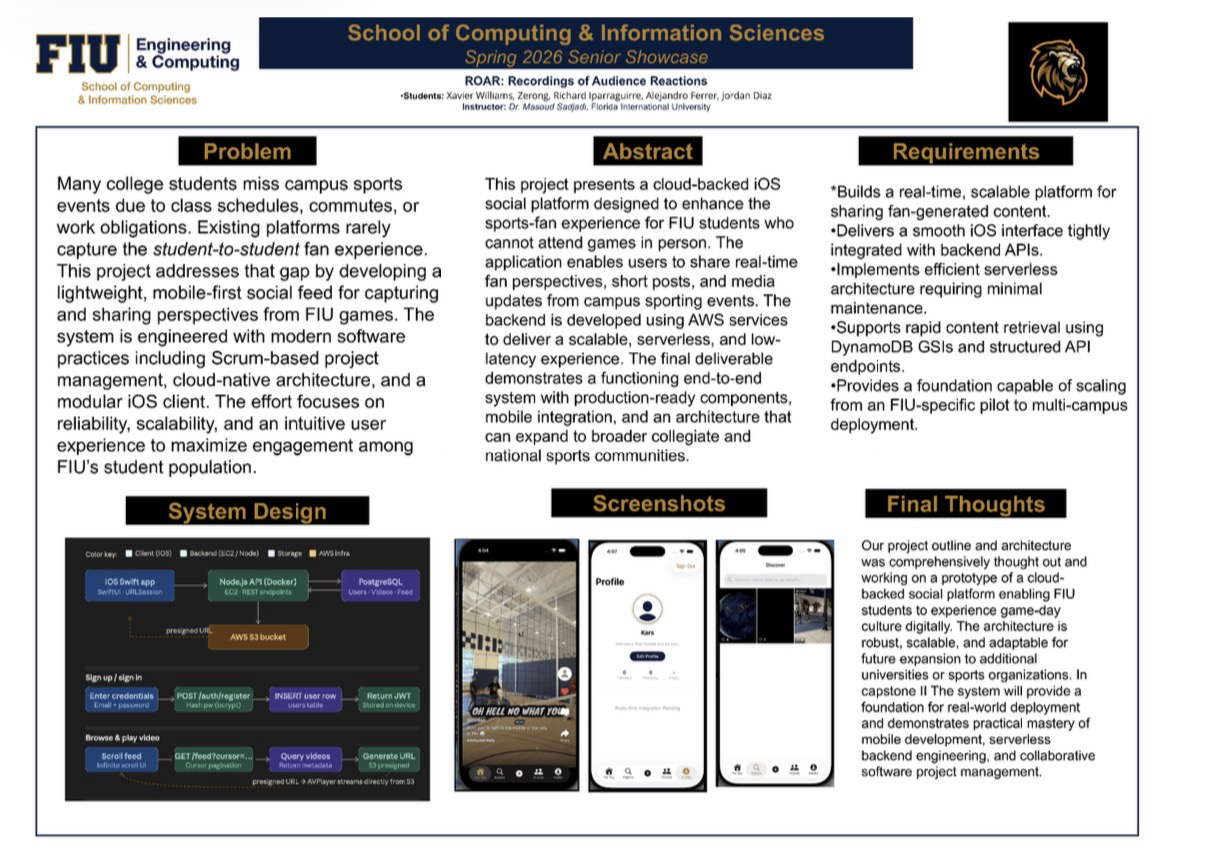 FIU
Engineering
& Computing
School of Computing
& Information Sciences
School of Computing & Information Sciences
Spring 2026 Senior Showcase
ROAR: Recordings of Audience Reactions
•Students: Xavier Williams, Zerong, Richard Iparraguirre, Alejandro Ferrer, Jordan Diaz
Instructor: Dr. Masoud Sadjadi, Florida International University
Problem
Many college students miss campus sports
events due to class schedules, commutes, or
work obligations. Existing platforms rarely
capture the student-to-student fan experience.
This project addresses that gap by developing a
lightweight, mobile-first social feed for capturing
and sharing perspectives from FIU games. The
system is engineered with modern software
practices including Scrum-based project
management, cloud-native architecture, and a
modular iOS client. The effort focuses on
reliability, scalability, and an intuitive user
experience to maximize engagement among
FIU's student population.
Abstract
This project presents a cloud-backed iOS
social platform designed to enhance the
sports-fan experience for FIU students who
cannot attend games in person. The
application enables users to share real-time
fan perspectives, short posts, and media
updates from campus sporting events. The
backend is developed using AWS services
to deliver a scalable, serverless, and low-
latency experience. The final deliverable
demonstrates a functioning end-to-end
system with production-ready components,
mobile integration, and an architecture that
can expand to broader collegiate and
national sports communities.
Requirements
*Builds a real-time, scalable platform for
sharing fan-generated content.
•Delivers a smooth iOS interface tightly
integrated with backend APIs.
•Implements efficient serverless
architecture requiring minimal
maintenance.
•Supports rapid content retrieval using
DynamoDB GSIs and structured API
endpoints.
•Provides a foundation capable of scaling
from an FIU-specific pilot to multi-campus
deployment.
System Design
Color key: Client (iOS) Backend (EC2 / Node) Storage AWS Infra
iOS Swift app
SwiftUI · URLSession
Node.js API (Docker)
EC2 · REST endpoints
PostgreSQL
Users · Videos · Feed
presigned URL
AWS S3 bucket
Sign up / sign in
Enter credentials
Email + password
POST /auth/register
Hash pw (bcrypt)
INSERT user row
users table
Return JWT
Stored on device
Browse & play video
Scroll feed
Infinite scroll UI
GET /feed?cursor=...
Cursor pagination
Query videos
Return metadata
Generate URL
S3 presigned
presigned URL → AVPlayer streams directly from S3
Screenshots
4:04
OH HELL NO WHAT YOU
4:07
Sign Out
Profile
Kars
Edit Profile
Posts Grid Integration Pending
4:05
Discover
Final Thoughts
Our project outline and architecture
was comprehensively thought out and
working on a prototype of a cloud-
backed social platform enabling FIU
students to experience game-day
culture digitally. The architecture is
robust, scalable, and adaptable for
future expansion to additional
universities or sports organizations. In
capstone II The system will provide a
foundation for real-world deployment
and demonstrates practical mastery of
mobile development, serverless
backend engineering, and collaborative
software project management.